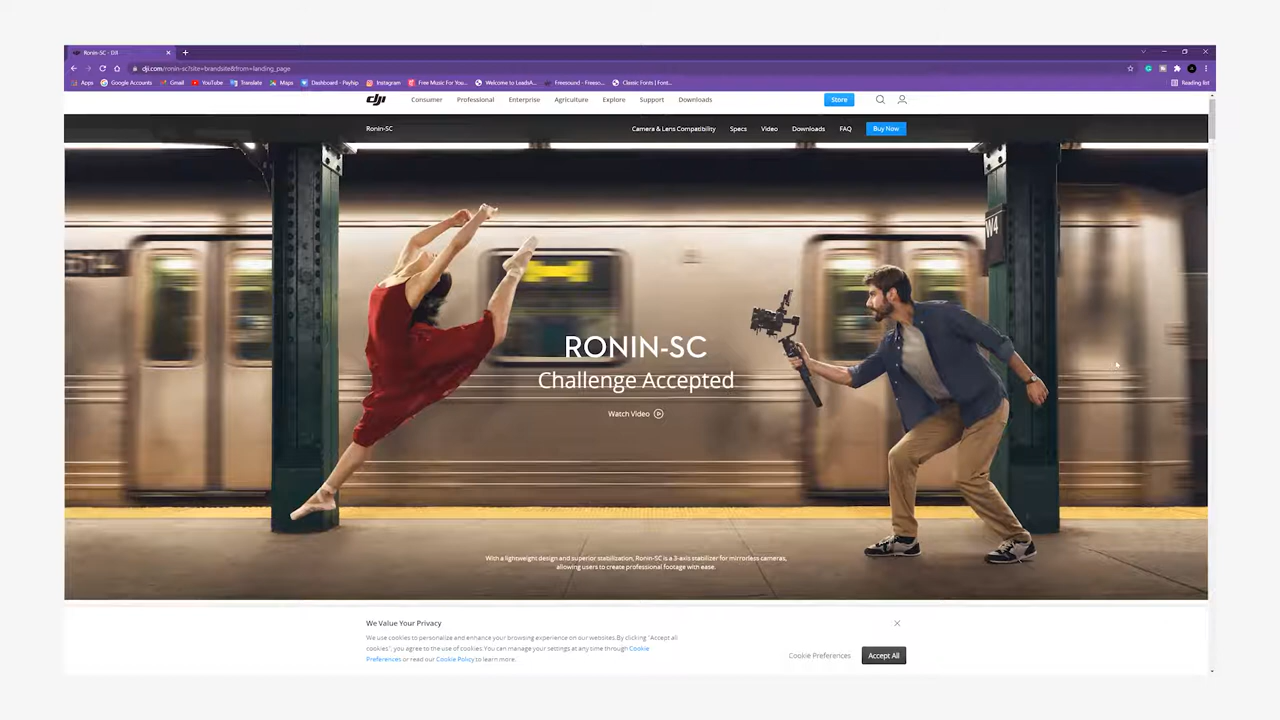 Ronin-SC - DJI
dji.com/ronin-sc?site=brandsite&from=landing_page
Apps Google Accounts Gmail YouTube Translate Maps Dashboard - Payhip Instagram Free Music For You... Welcome to LeadsA... Freesound - Freeso... Classic Fonts | Font... Reading list
dji Consumer Professional Enterprise Agriculture Explore Support Downloads Store
Ronin-SC Camera & Lens Compatibility Specs Video Downloads FAQ Buy Now
W4
RONIN-SC
Challenge Accepted
Watch Video
With a lightweight design and superior stabilization, Ronin-SC is a 3-axis stabilizer for mirrorless cameras,
allowing users to create professional footage with ease.
We Value Your Privacy
We use cookies to personalize and enhance your browsing experience on our websites. By clicking "Accept all
cookies", you agree to the use of cookies. You can manage your settings at any time through Cookie
Preferences or read our Cookie Policy to learn more.
Cookie Preferences Accept All